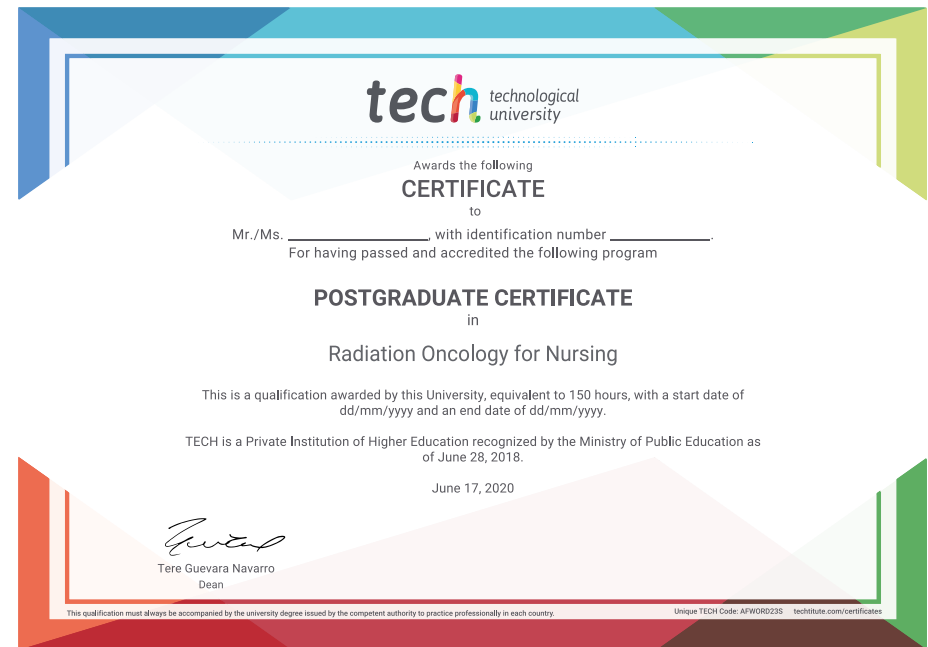 tech technological
university
Awards the following
CERTIFICATE
to
Mr./Ms. ____________________, with identification number ______________.
For having passed and accredited the following program
POSTGRADUATE CERTIFICATE
in
Radiation Oncology for Nursing
This is a qualification awarded by this University, equivalent to 150 hours, with a start date of
dd/mm/yyyy and an end date of dd/mm/yyyy.
TECH is a Private Institution of Higher Education recognized by the Ministry of Public Education as
of June 28, 2018.
June 17, 2020
Tere Guevara Navarro
Dean
This qualification must always be accompanied by the university degree issued by the competent authority to practice professionally in each country.
Unique TECH Code: AFWORD23S techtitute.com/certificates